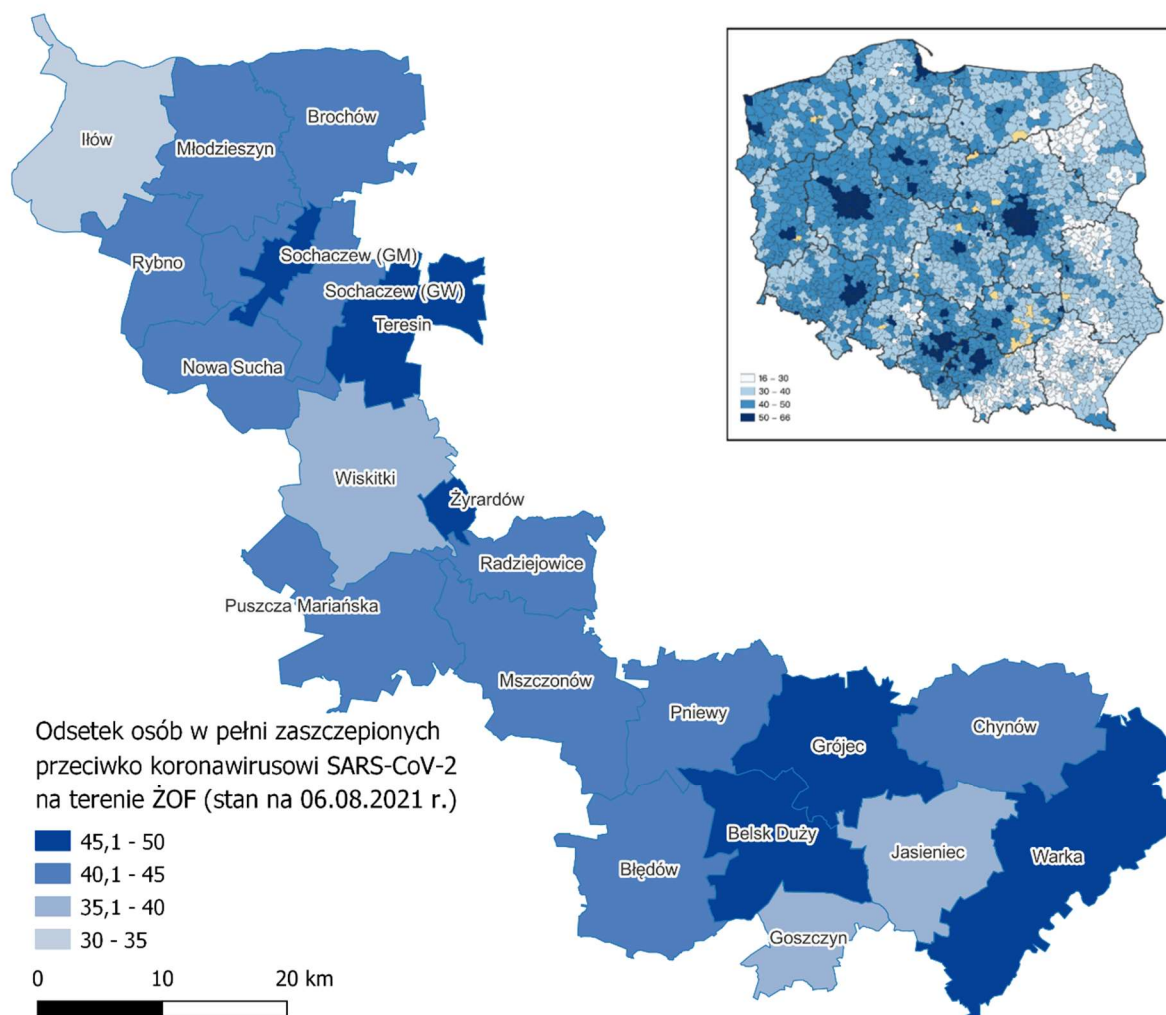 Iłów
Młodzieszyn
Brochów
Rybno
Sochaczew (GM)
Sochaczew (GW)
Teresin
Nowa Sucha
Wiskitki
Żyrardów
Radziejowice
Puszcza Mariańska
Mszczonów
Pniewy
Grójec
Chynów
Błędów
Belsk Duży
Jasieniec
Warka
Goszczyn
16 – 30
30 – 40
40 – 50
50 – 66
Odsetek osób w pełni zaszczepionych
przeciwko koronawirusowi SARS-CoV-2
na terenie ŻOF (stan na 06.08.2021 r.)
45,1 - 50
40,1 - 45
35,1 - 40
30 - 35
0 10 20 km